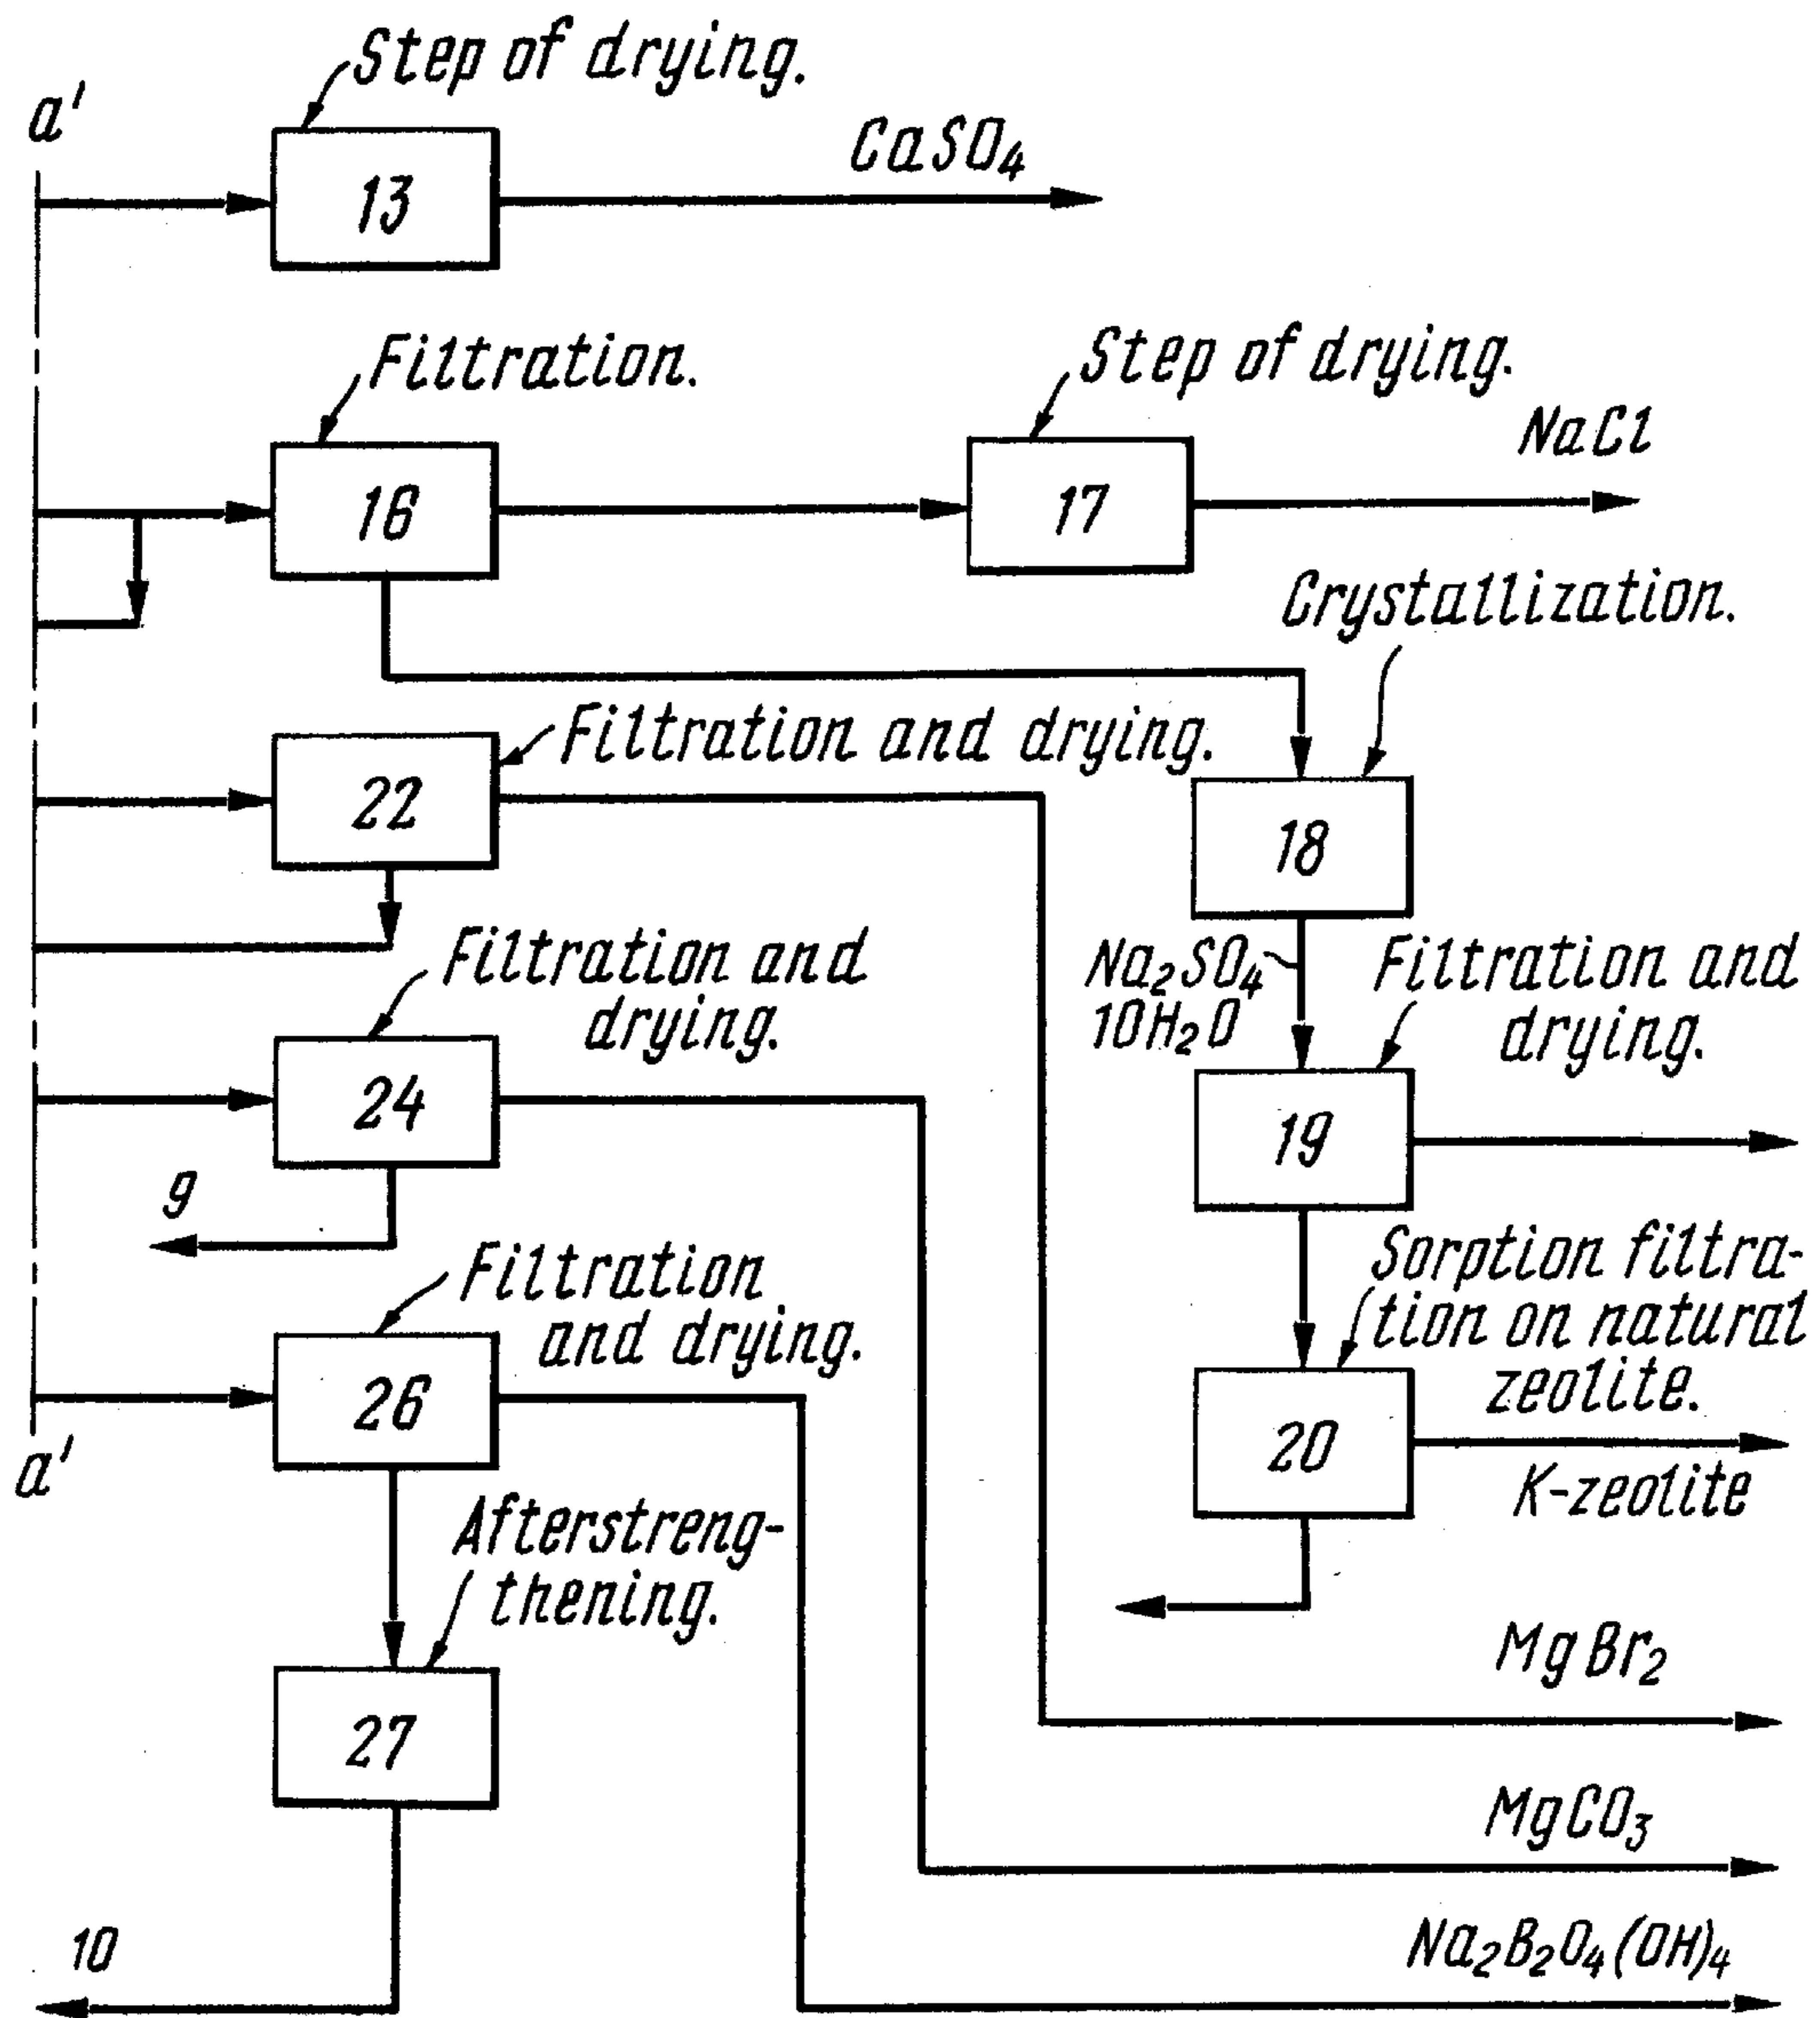 Step of drying.
a'
CaSO4
13
Filtration.
Step of drying.
NaCl
16
17
Crystallization.
Filtration and drying.
22
18
Na2SO4
10H2O
Filtration and
drying.
Filtration and
drying.
24
19
9
Sorption filtra-
tion on natural
zeolite.
Filtration
and drying.
26
20
K-zeolite
a'
Afterstreng-
thening.
27
MgBr2
MgCO3
10
Na2B2O4(OH)4